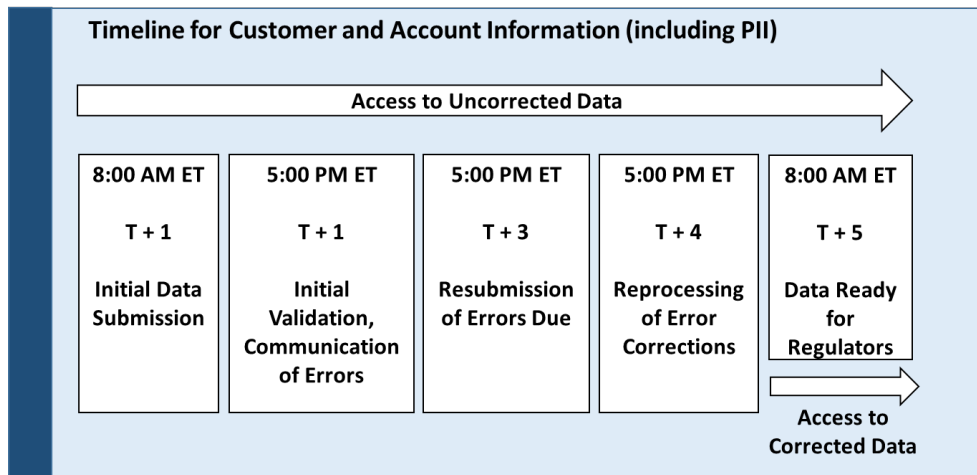 Timeline for Customer and Account Information (including PII)
Access to Uncorrected Data
8:00 AM ET
T + 1
Initial Data
Submission
5:00 PM ET
T + 1
Initial
Validation,
Communication
of Errors
5:00 PM ET
T + 3
Resubmission
of Errors Due
5:00 PM ET
T + 4
Reprocessing
of Error
Corrections
8:00 AM ET
T + 5
Data Ready
for
Regulators
Access to
Corrected Data